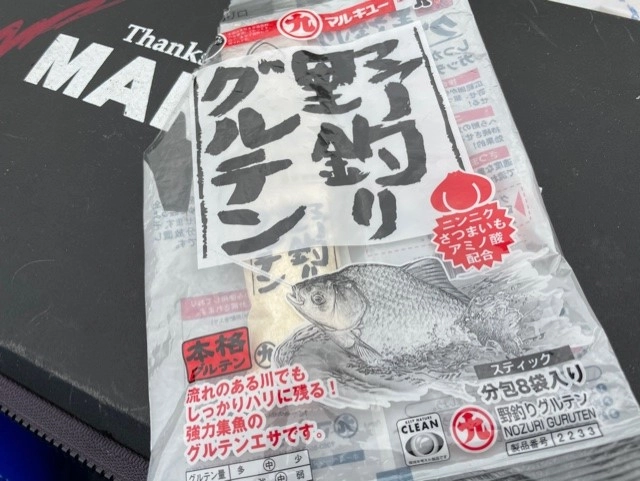 Thanks
MA
マルキユー
野釣り
グルテン
ニンニク
さつまいも
アミノ酸
配合
野釣り
本格
グルテン
流れのある川でも
しっかりハリに残る!
強力集魚の
グルテンエサです。
スティック
分包8袋入り
CLEAN
野釣りグルテン
NOZURI GURUTEN
製品番号 2233
グルテン量 多 中 少